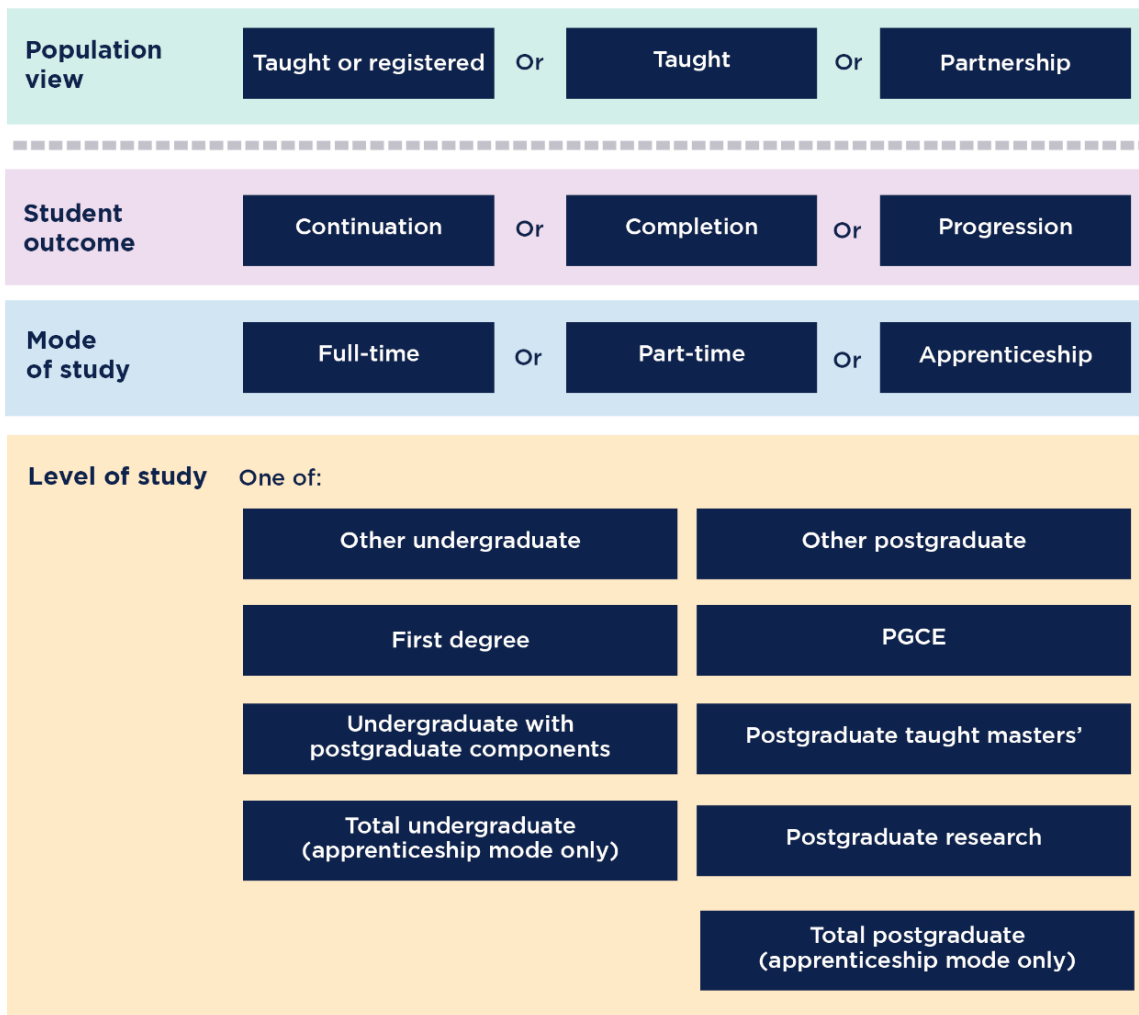 Population
view
Taught or registered
Or
Taught
Or
Partnership
Student
outcome
Continuation
Or
Completion
Or
Progression
Mode
of study
Full-time
Or
Part-time
Or
Apprenticeship
Level of study
One of:
Other undergraduate
Other postgraduate
First degree
PGCE
Undergraduate with
postgraduate components
Postgraduate taught masters’
Total undergraduate
(apprenticeship mode only)
Postgraduate research
Total postgraduate
(apprenticeship mode only)